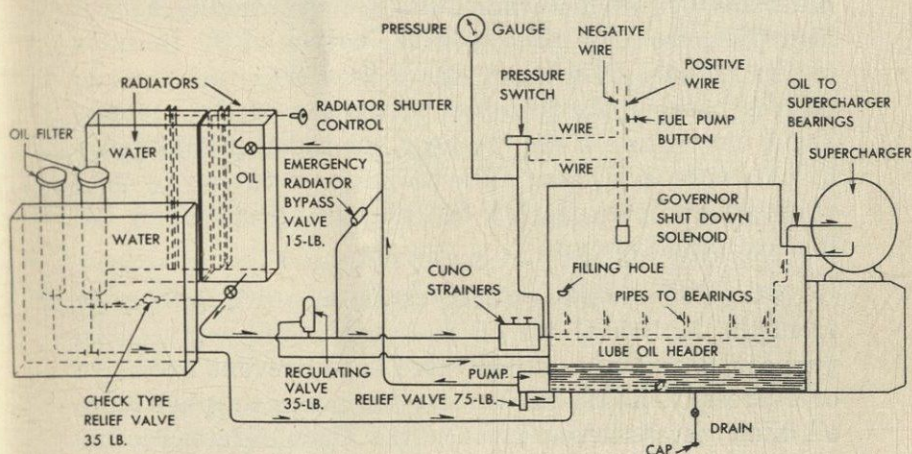 PRESSURE
GAUGE
NEGATIVE
WIRE
POSITIVE
WIRE
PRESSURE
SWITCH
WIRE
WIRE
FUEL PUMP
BUTTON
OIL TO
SUPERCHARGER
BEARINGS
SUPERCHARGER
RADIATORS
RADIATOR SHUTTER
CONTROL
OIL FILTER
WATER
OIL
EMERGENCY
RADIATOR
BYPASS
VALVE
15-LB.
WATER
GOVERNOR
SHUT DOWN
SOLENOID
CUNO
STRAINERS
FILLING HOLE
PIPES TO BEARINGS
LUBE OIL HEADER
REGULATING
VALVE
35-LB.
PUMP
RELIEF VALVE 75-LB.
CHECK TYPE
RELIEF VALVE
35 LB.
DRAIN
CAP